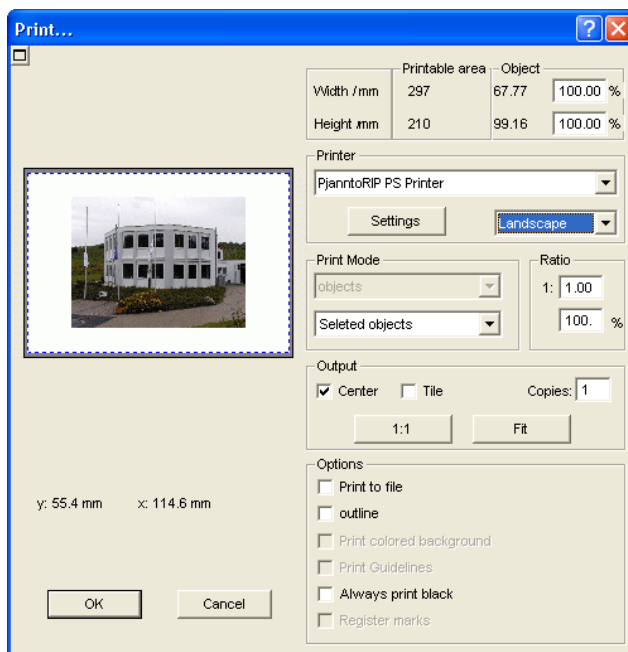 Print...
Printable area Object
Width /mm 297 67.77 100.00 %
Height /mm 210 99.16 100.00 %
Printer
PjanntoRIP PS Printer
Settings Landscape
Print Mode
objects
Seleted objects
Ratio
1: 1.00
100. %
Output
Center Tile Copies: 1
1:1 Fit
Options
Print to file
outline
Print colored background
Print Guidelines
Always print black
Register marks
y: 55.4 mm x: 114.6 mm
OK Cancel